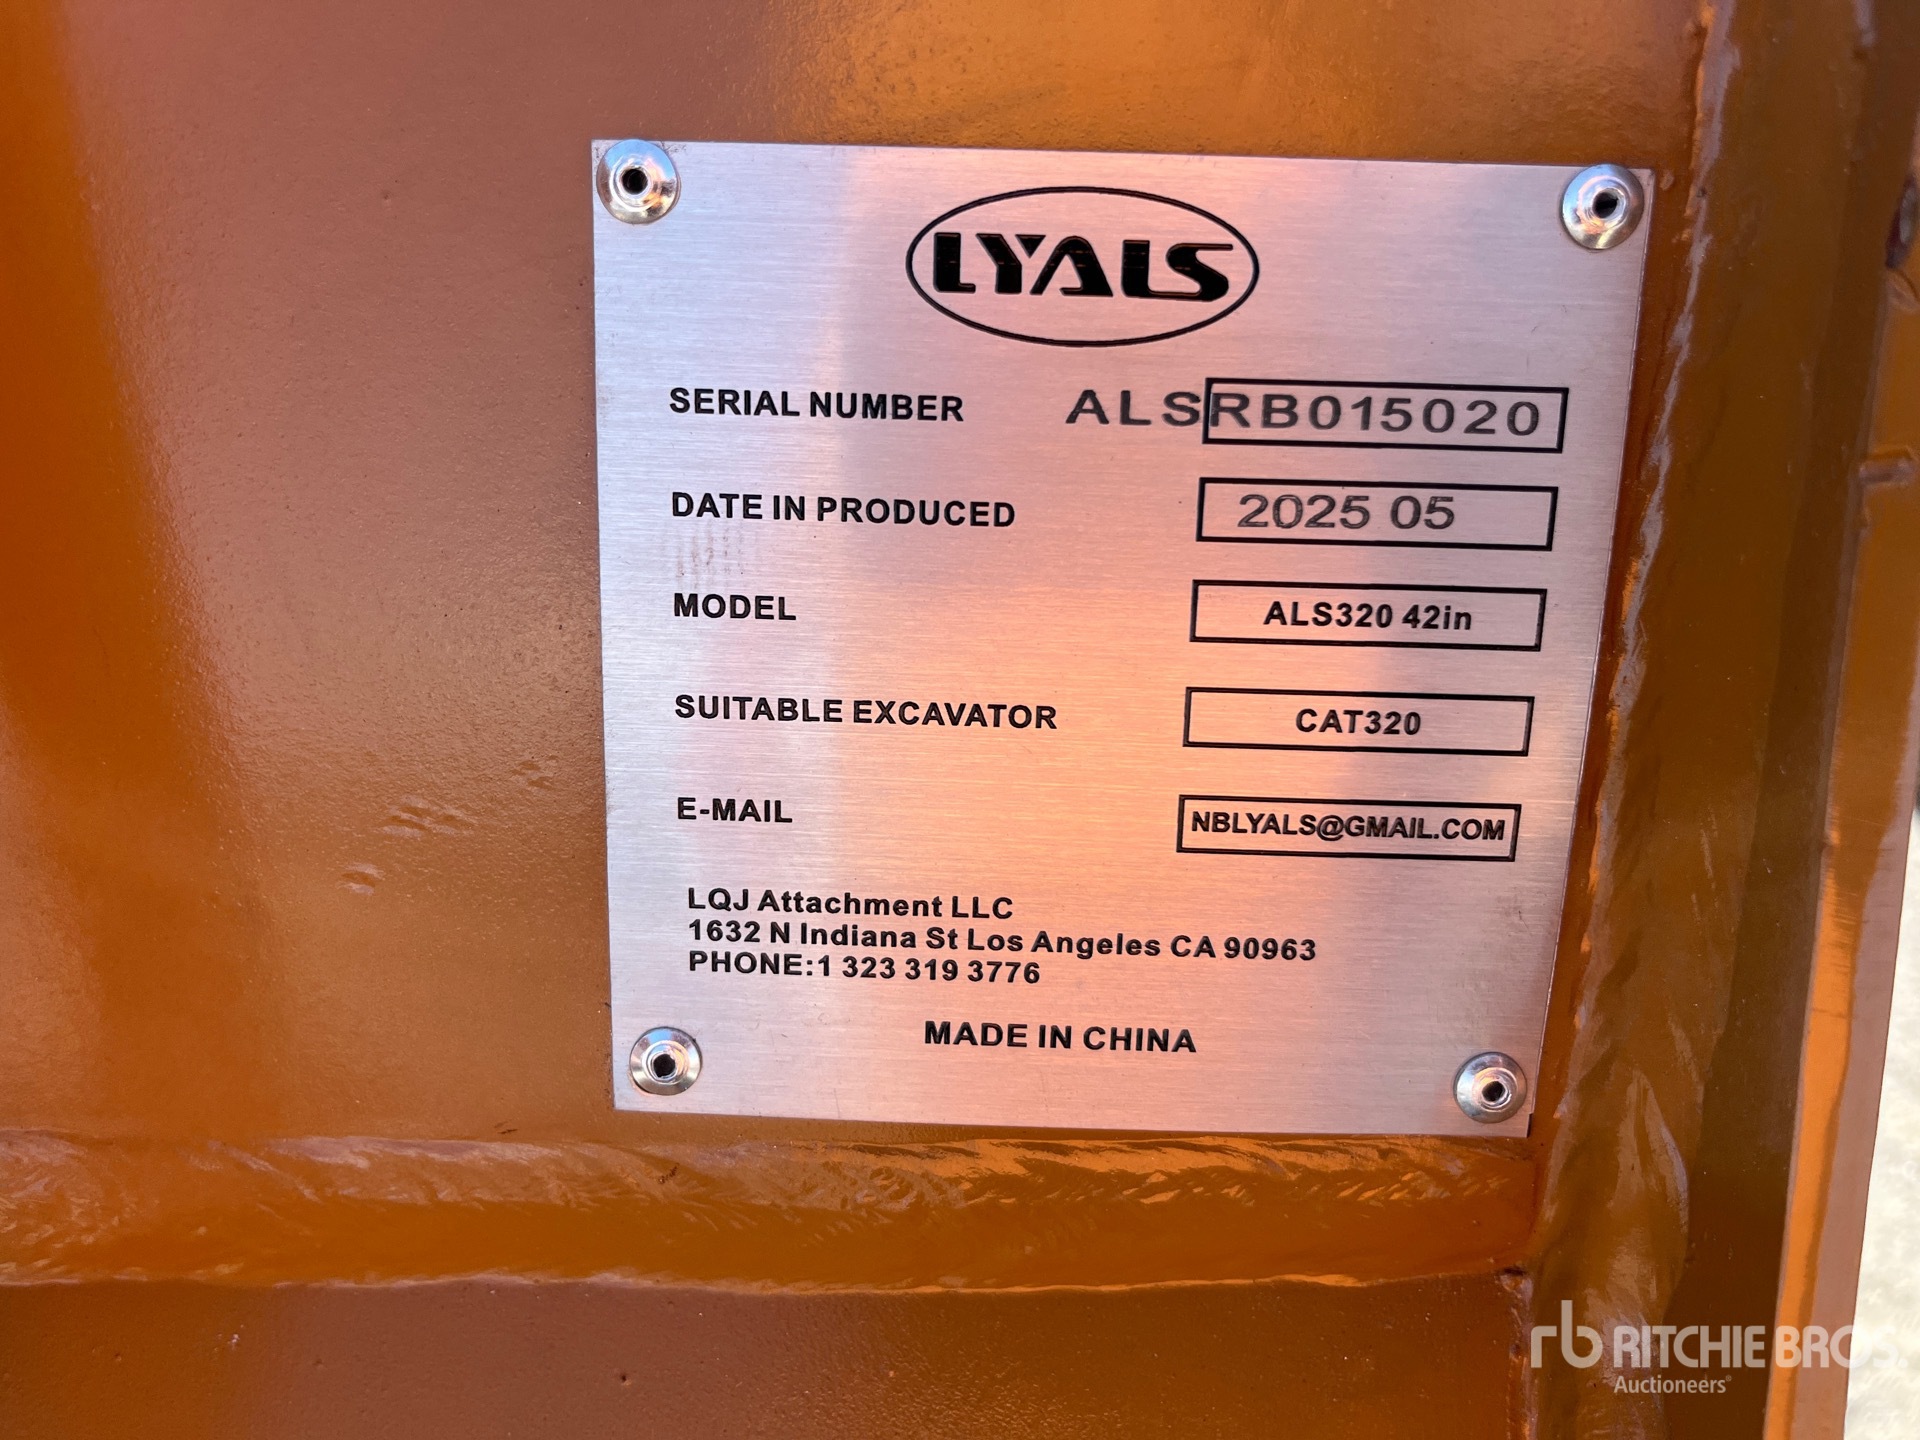 LYALS
SERIAL NUMBER ALSRB015020
DATE IN PRODUCED 2025 05
MODEL ALS320 42in
SUITABLE EXCAVATOR CAT320
E-MAIL NBLYALS@GMAIL.COM
LQJ Attachment LLC
1632 N Indiana St Los Angeles CA 90963
PHONE:1 323 319 3776
MADE IN CHINA
rb RITCHIE BROS.
Auctioneers®